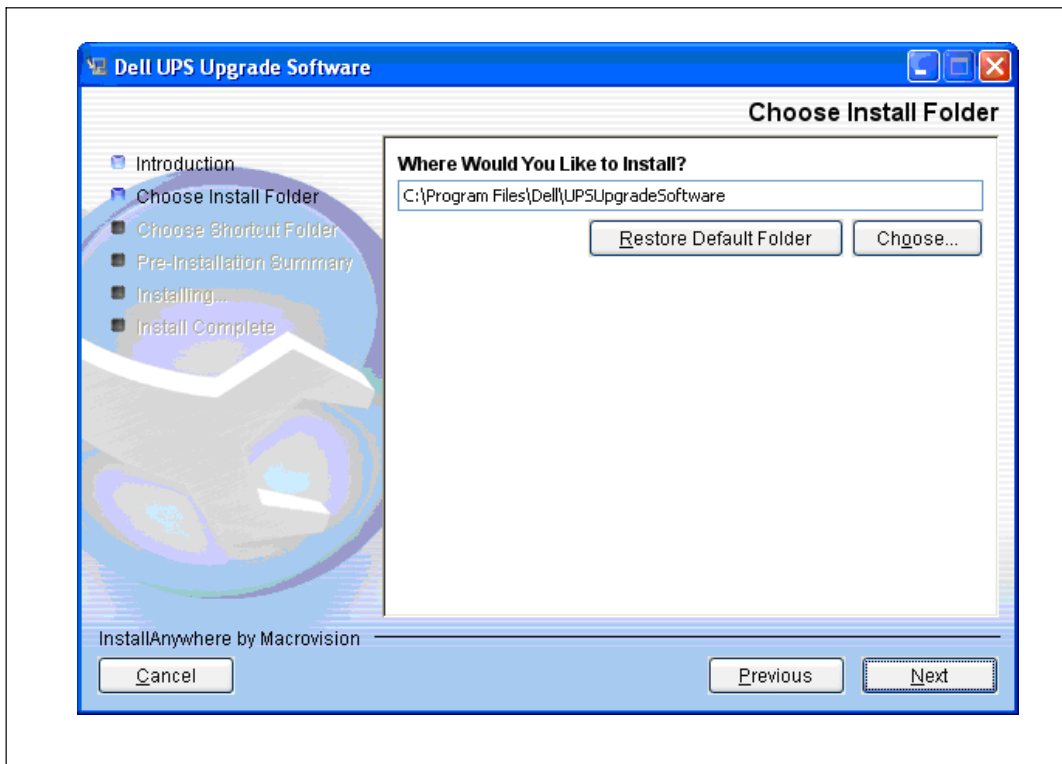 Dell UPS Upgrade Software
Choose Install Folder
Introduction
Choose Install Folder
Choose Shortcut Folder
Pre-Installation Summary
Installing...
Install Complete
Where Would You Like to Install?
C:\Program Files\Dell\UPSUpgradeSoftware
Restore Default Folder
Choose...
InstallAnywhere by Macrovision
Cancel
Previous
Next